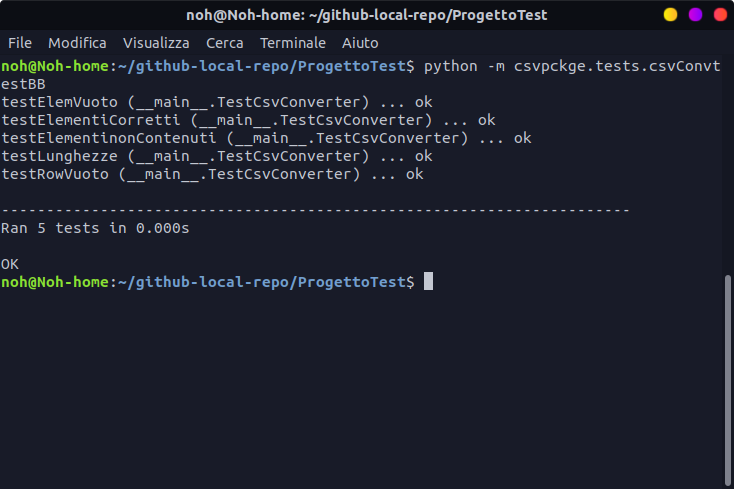 noh@Noh-home: ~/github-local-repo/ProgettoTest
File Modifica Visualizza Cerca Terminale Aiuto
noh@Noh-home:~/github-local-repo/ProgettoTest$ python -m csvpckge.tests.csvConvt
estBB
testElemVuoto (__main__.TestCsvConverter) ... ok
testElementiCorretti (__main__.TestCsvConverter) ... ok
testElementinonContenuti (__main__.TestCsvConverter) ... ok
testLunghezze (__main__.TestCsvConverter) ... ok
testRowVuoto (__main__.TestCsvConverter) ... ok
----------------------------------------------------------------------
Ran 5 tests in 0.000s
OK
noh@Noh-home:~/github-local-repo/ProgettoTest$